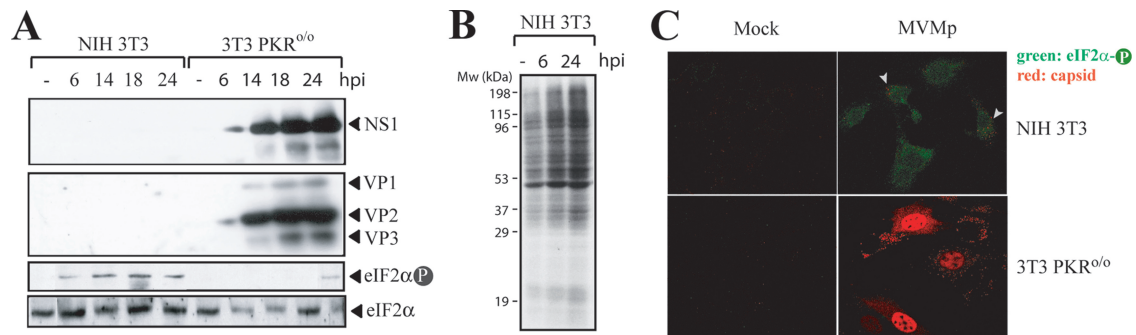 A
NIH 3T3
3T3 PKRo/o
- 6 14 18 24 - 6 14 18 24 hpi
NS1
VP1
VP2
VP3
eIF2α P
eIF2α
B
NIH 3T3
- 6 24 hpi
Mw (kDa)
198
115
96
53
37
29
19
C
Mock
MVMp
green: eIF2α-P
red: capsid
NIH 3T3
3T3 PKRo/o